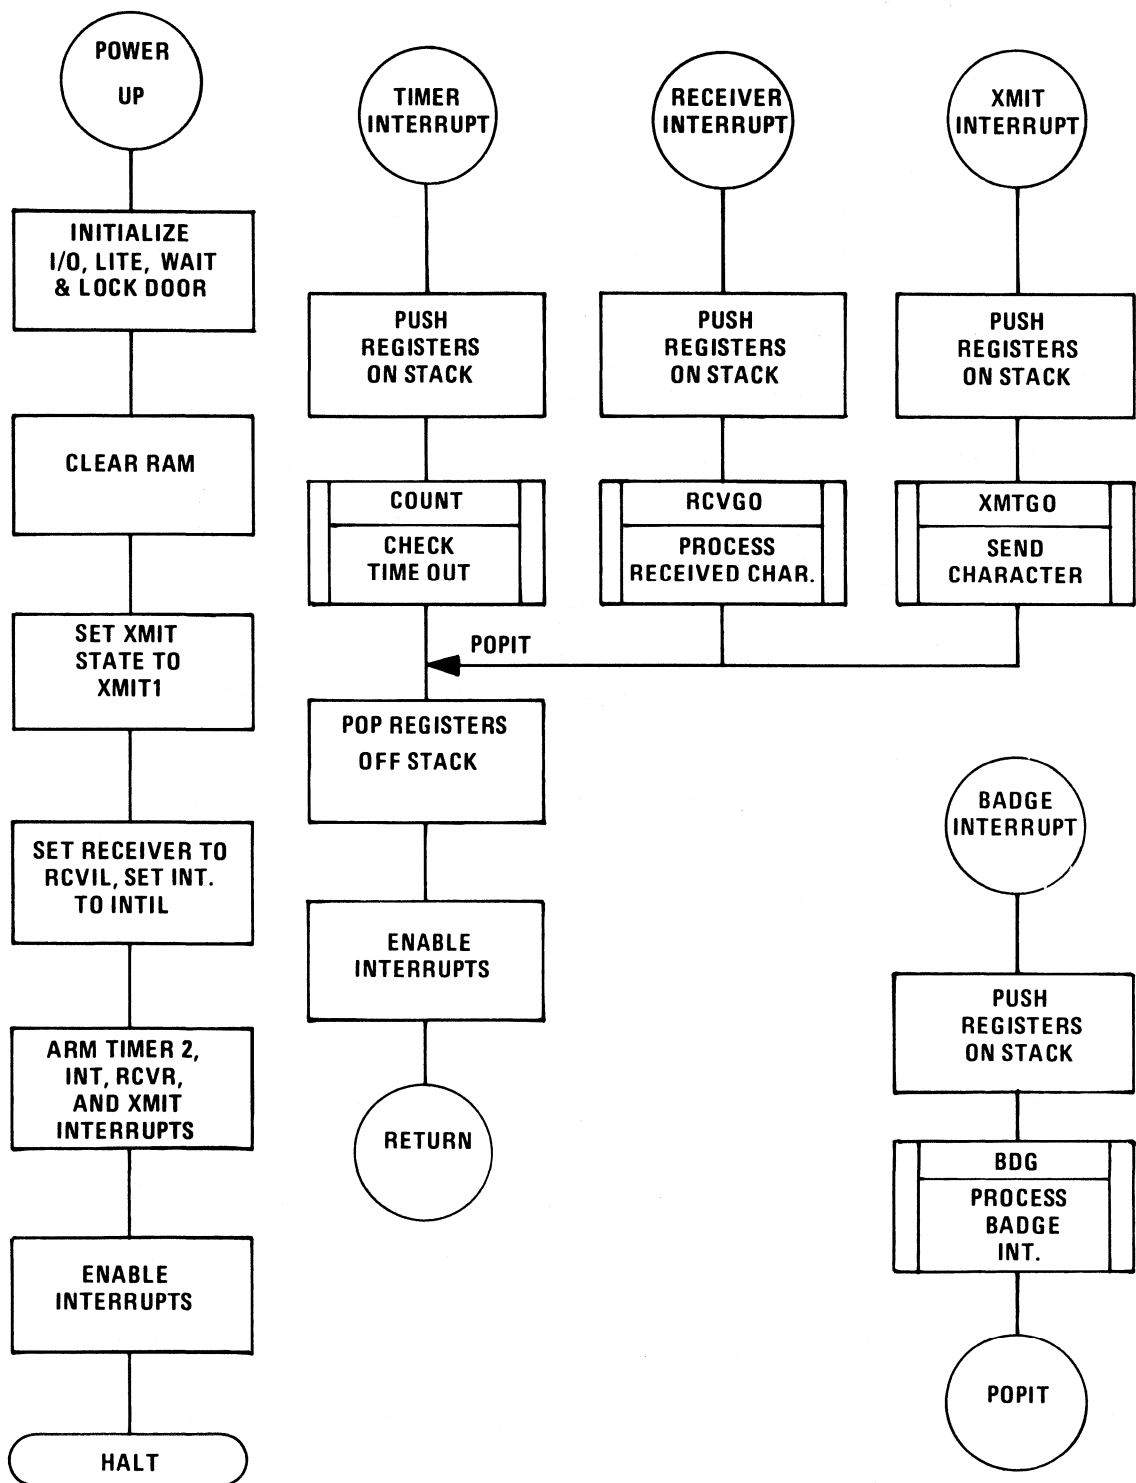 POWER
UP
INITIALIZE
I/O, LITE, WAIT
& LOCK DOOR
CLEAR RAM
SET XMIT
STATE TO
XMIT1
SET RECEIVER TO
RCVIL, SET INT.
TO INTIL
ARM TIMER 2,
INT, RCVR,
AND XMIT
INTERRUPTS
ENABLE
INTERRUPTS
HALT
TIMER
INTERRUPT
PUSH
REGISTERS
ON STACK
COUNT
CHECK
TIME OUT
POP REGISTERS
OFF STACK
ENABLE
INTERRUPTS
RETURN
RECEIVER
INTERRUPT
PUSH
REGISTERS
ON STACK
RCVGO
PROCESS
RECEIVED CHAR.
POPIT
XMIT
INTERRUPT
PUSH
REGISTERS
ON STACK
XMTGO
SEND
CHARACTER
BADGE
INTERRUPT
PUSH
REGISTERS
ON STACK
BDG
PROCESS
BADGE
INT.
POPIT